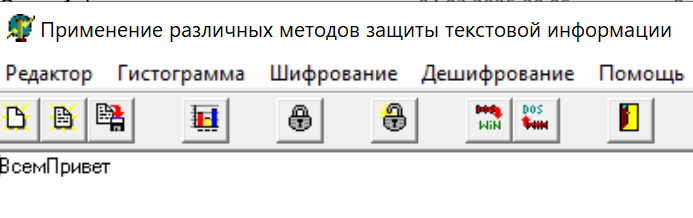 Применение различных методов защиты текстовой информации
Редактор Гистограмма Шифрование Дешифрование Помощь
DOS WiN DOS WIN
ВсемПривет